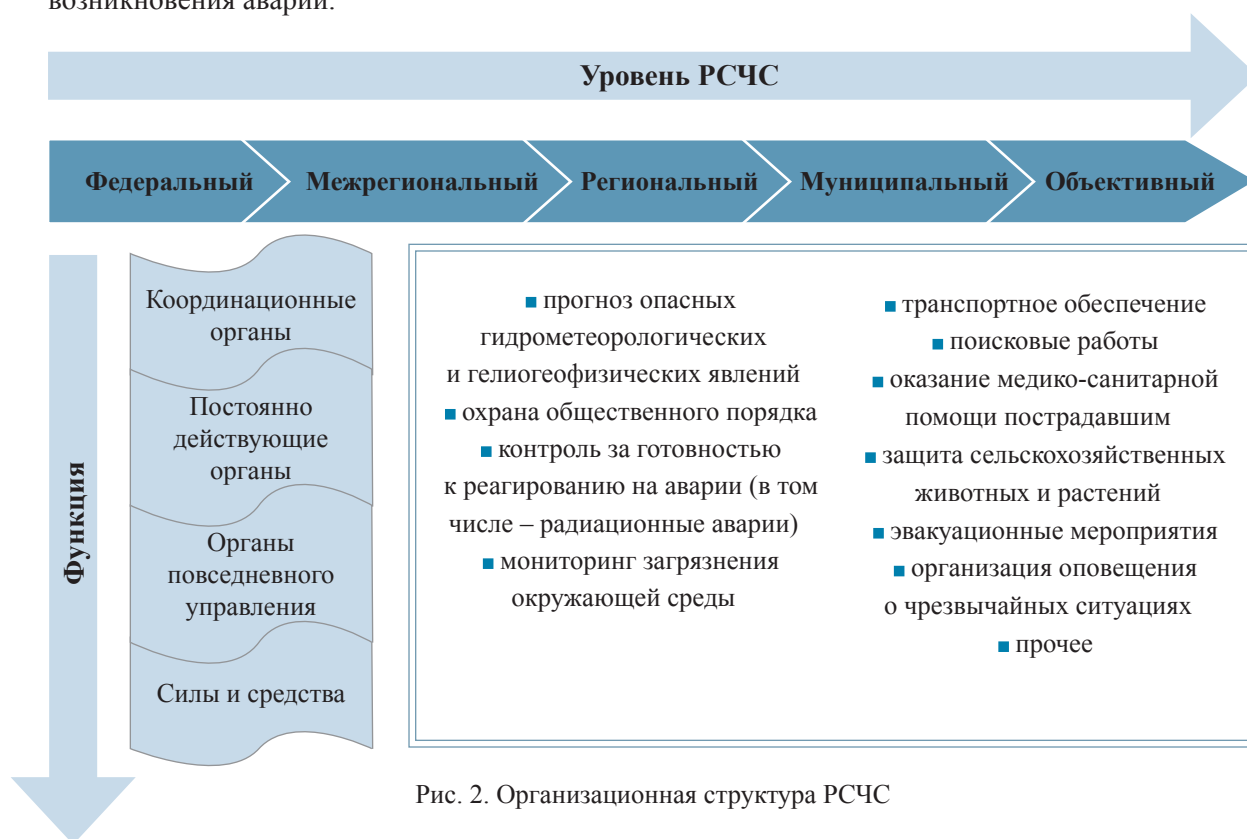 возникновения аварий.
Уровень РСЧС
Федеральный
Межрегиональный
Региональный
Муниципальный
Объективный
Функция
Координационные
органы
Постоянно
действующие
органы
Органы
повседневного
управления
Силы и средства
■ прогноз опасных
гидрометеорологических
и гелиогеофизических явлений
■ охрана общественного порядка
■ контроль за готовностью
к реагированию на аварии (в том
числе – радиационные аварии)
■ мониторинг загрязнения
окружающей среды
■ транспортное обеспечение
■ поисковые работы
■ оказание медико-санитарной
помощи пострадавшим
■ защита сельскохозяйственных
животных и растений
■ эвакуационные мероприятия
■ организация оповещения
о чрезвычайных ситуациях
■ прочее
Рис. 2. Организационная структура РСЧС